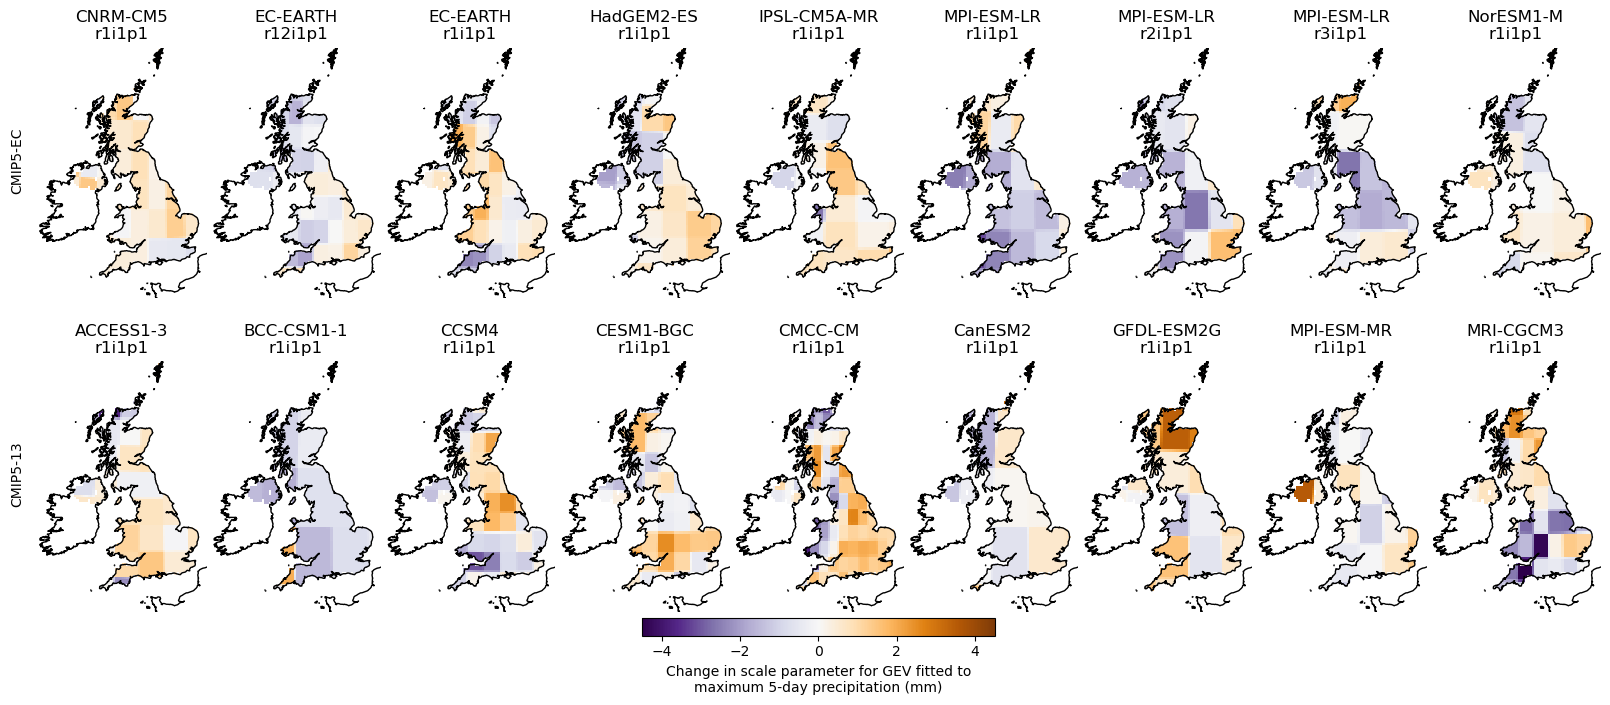 CNRM-CM5 EC-EARTH EC-EARTH HadGEM2-ES IPSL-CM5A-MR MPI-ESM-LR MPI-ESM-LR MPI-ESM-LR NorESM1-M
r1i1p1 r12i1p1 r1i1p1 r1i1p1 r1i1p1 r1i1p1 r2i1p1 r3i1p1 r1i1p1
CMIP5-EC
ACCESS1-3 BCC-CSM1-1 CCSM4 CESM1-BGC CMCC-CM CanESM2 GFDL-ESM2G MPI-ESM-MR MRI-CGCM3
r1i1p1 r1i1p1 r1i1p1 r1i1p1 r1i1p1 r1i1p1 r1i1p1 r1i1p1 r1i1p1
CMIP5-13
−4 −2 0 2 4
Change in scale parameter for GEV fitted to
maximum 5-day precipitation (mm)